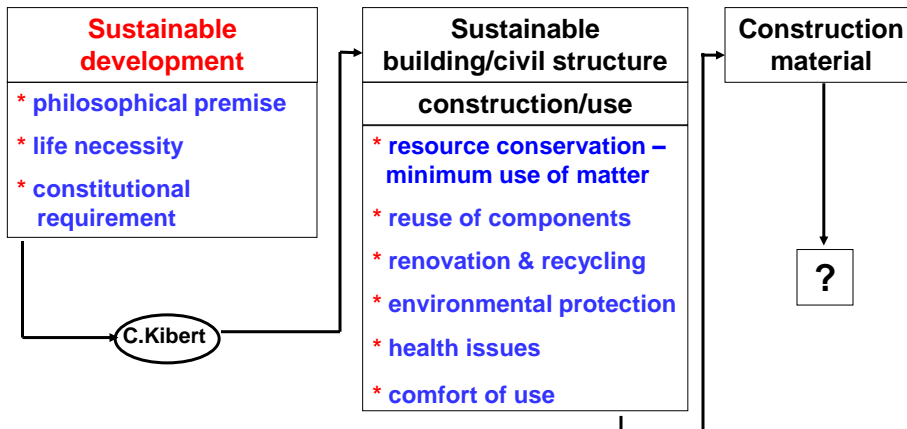 Sustainable
development
* philosophical premise
* life necessity
* constitutional
requirement
C.Kibert
Sustainable
building/civil structure
construction/use
* resource conservation –
minimum use of matter
* reuse of components
* renovation & recycling
* environmental protection
* health issues
* comfort of use
Construction
material
?